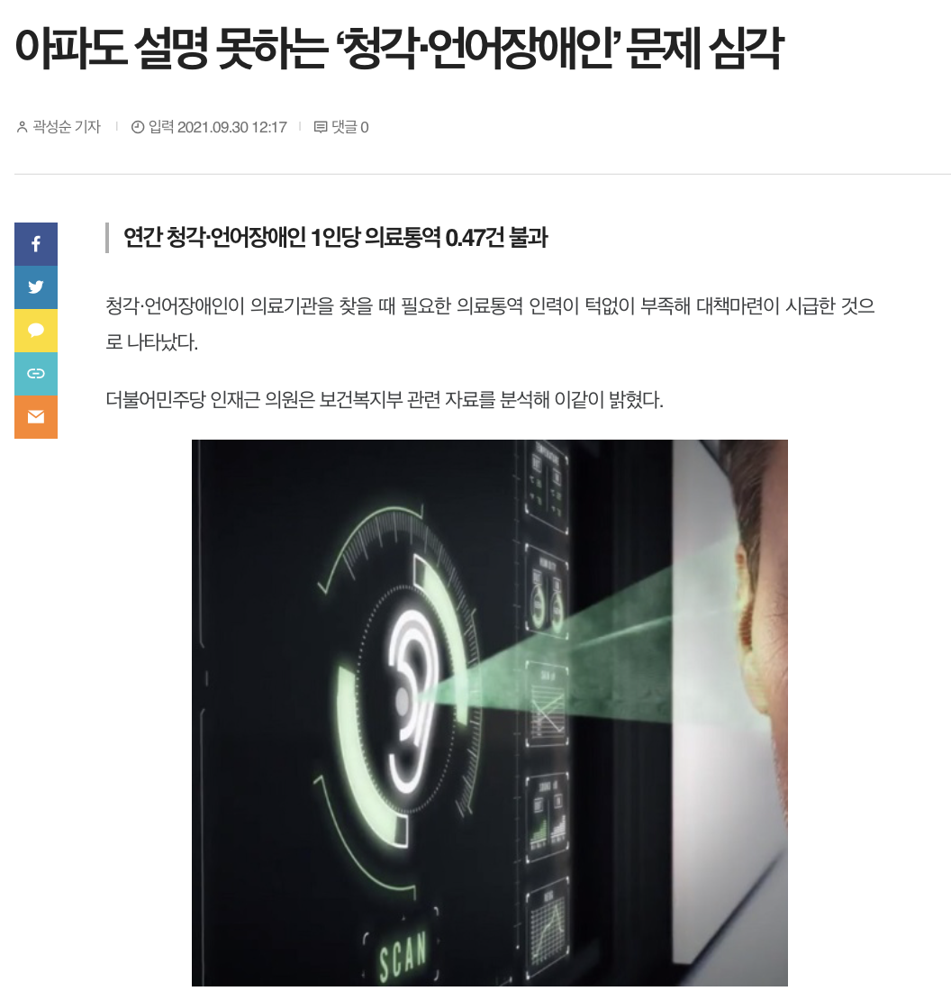 아파도 설명 못하는 ‘청각·언어장애인’ 문제 심각
곽성순 기자
입력 2021.09.30 12:17
댓글 0
연간 청각·언어장애인 1인당 의료통역 0.47건 불과
청각·언어장애인이 의료기관을 찾을 때 필요한 의료통역 인력이 턱없이 부족해 대책마련이 시급한 것으
로 나타났다.
더불어민주당 인재근 의원은 보건복지부 관련 자료를 분석해 이같이 밝혔다.
TEMPERATURE
HUMIDITY
SCAN